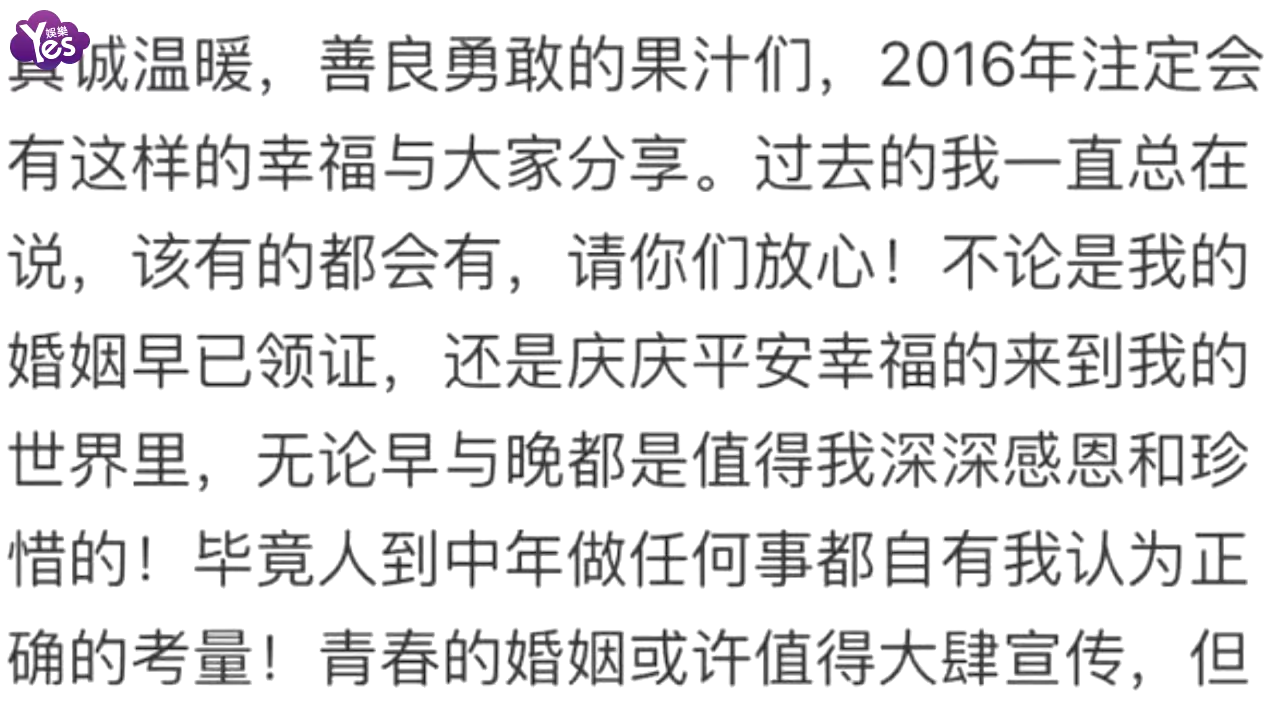 娛樂
Yes
真诚温暖，善良勇敢的果汁们，2016年注定会
有这样的幸福与大家分享。过去的我一直总在
说，该有的都会有，请你们放心！不论是我的
婚姻早已领证，还是庆庆平安幸福的来到我的
世界里，无论早与晚都是值得我深深感恩和珍
惜的！毕竟人到中年做任何事都自有我认为正
确的考量！青春的婚姻或许值得大肆宣传，但